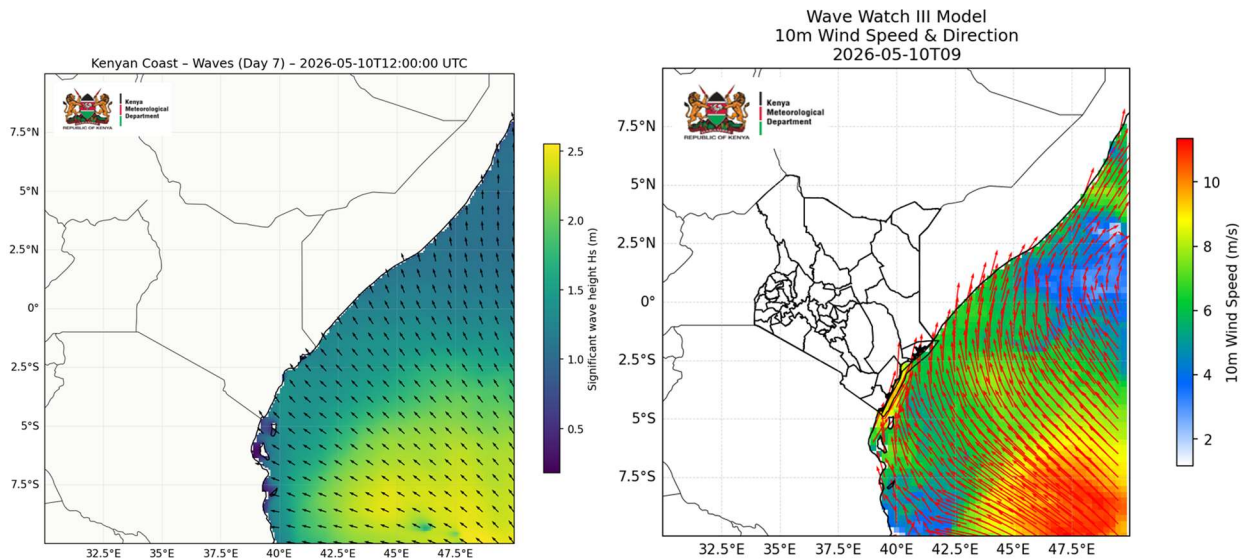 Kenyan Coast – Waves (Day 7) – 2026-05-10T12:00:00 UTC
Kenya
Meteorological
Department
REPUBLIC OF KENYA
7.5°N
5°N
2.5°N
0°
2.5°S
5°S
7.5°S
32.5°E 35°E 37.5°E 40°E 42.5°E 45°E 47.5°E
2.5
2.0
1.5
1.0
0.5
Significant wave height Hs (m)
Wave Watch III Model
10m Wind Speed & Direction
2026-05-10T09
Kenya
Meteorological
Department
REPUBLIC OF KENYA
7.5°N
5°N
2.5°N
0°
2.5°S
5°S
7.5°S
32.5°E 35°E 37.5°E 40°E 42.5°E 45°E 47.5°E
10
8
6
4
2
10m Wind Speed (m/s)